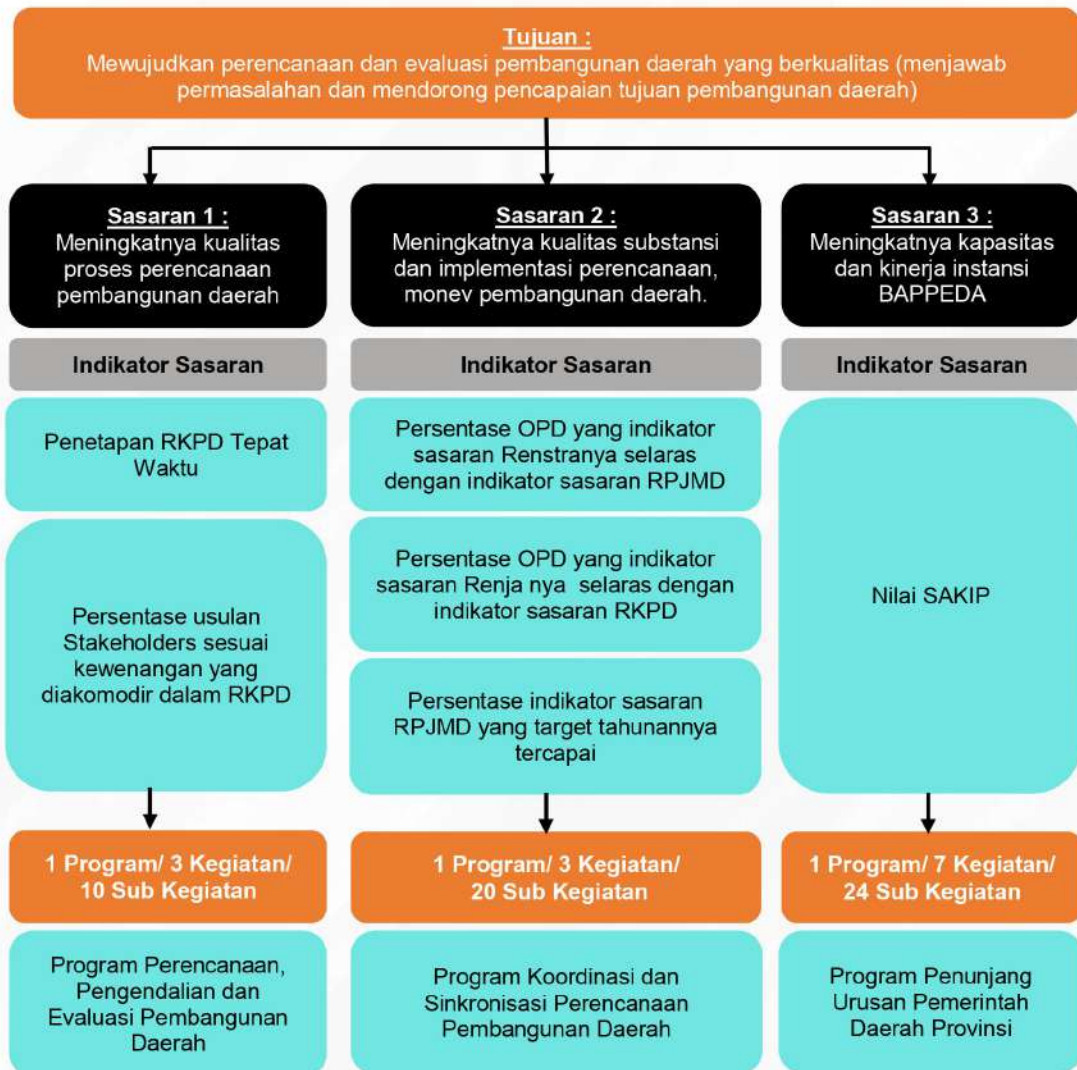 Tujuan :
Mewujudkan perencanaan dan evaluasi pembangunan daerah yang berkualitas (menjawab
permasalahan dan mendorong pencapaian tujuan pembangunan daerah)
Sasaran 1 :
Meningkatnya kualitas
proses perencanaan
pembangunan daerah
Sasaran 2 :
Meningkatnya kualitas substansi
dan implementasi perencanaan,
monev pembangunan daerah.
Sasaran 3 :
Meningkatnya kapasitas
dan kinerja instansi
BAPPEDA
Indikator Sasaran
Indikator Sasaran
Indikator Sasaran
Penetapan RKPD Tepat
Waktu
Persentase usulan
Stakeholders sesuai
kewenangan yang
diakomodir dalam RKPD
Persentase OPD yang indikator
sasaran Renstranya selaras
dengan indikator sasaran RPJMD
Persentase OPD yang indikator
sasaran Renja nya  selaras dengan
indikator sasaran RKPD
Persentase indikator sasaran
RPJMD yang target tahunannya
tercapai
Nilai SAKIP
1 Program/ 3 Kegiatan/
10 Sub Kegiatan
1 Program/ 3 Kegiatan/
20 Sub Kegiatan
1 Program/ 7 Kegiatan/
24 Sub Kegiatan
Program Perencanaan,
Pengendalian dan
Evaluasi Pembangunan
Daerah
Program Koordinasi dan
Sinkronisasi Perencanaan
Pembangunan Daerah
Program Penunjang
Urusan Pemerintah
Daerah Provinsi